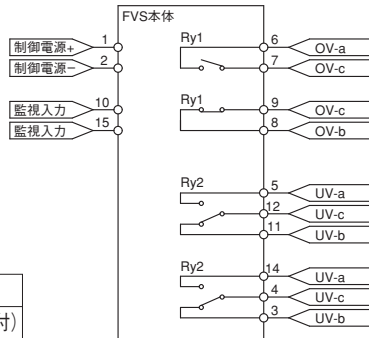 FVS本体
制御電源+ 1
制御電源− 2
監視入力 10
監視入力 15
Ry1 6 OV-a
7 OV-c
Ry1 9 OV-c
8 OV-b
Ry2 5 UV-a
12 UV-c
11 UV-b
Ry2 14 UV-a
4 UV-c
3 UV-b
付)